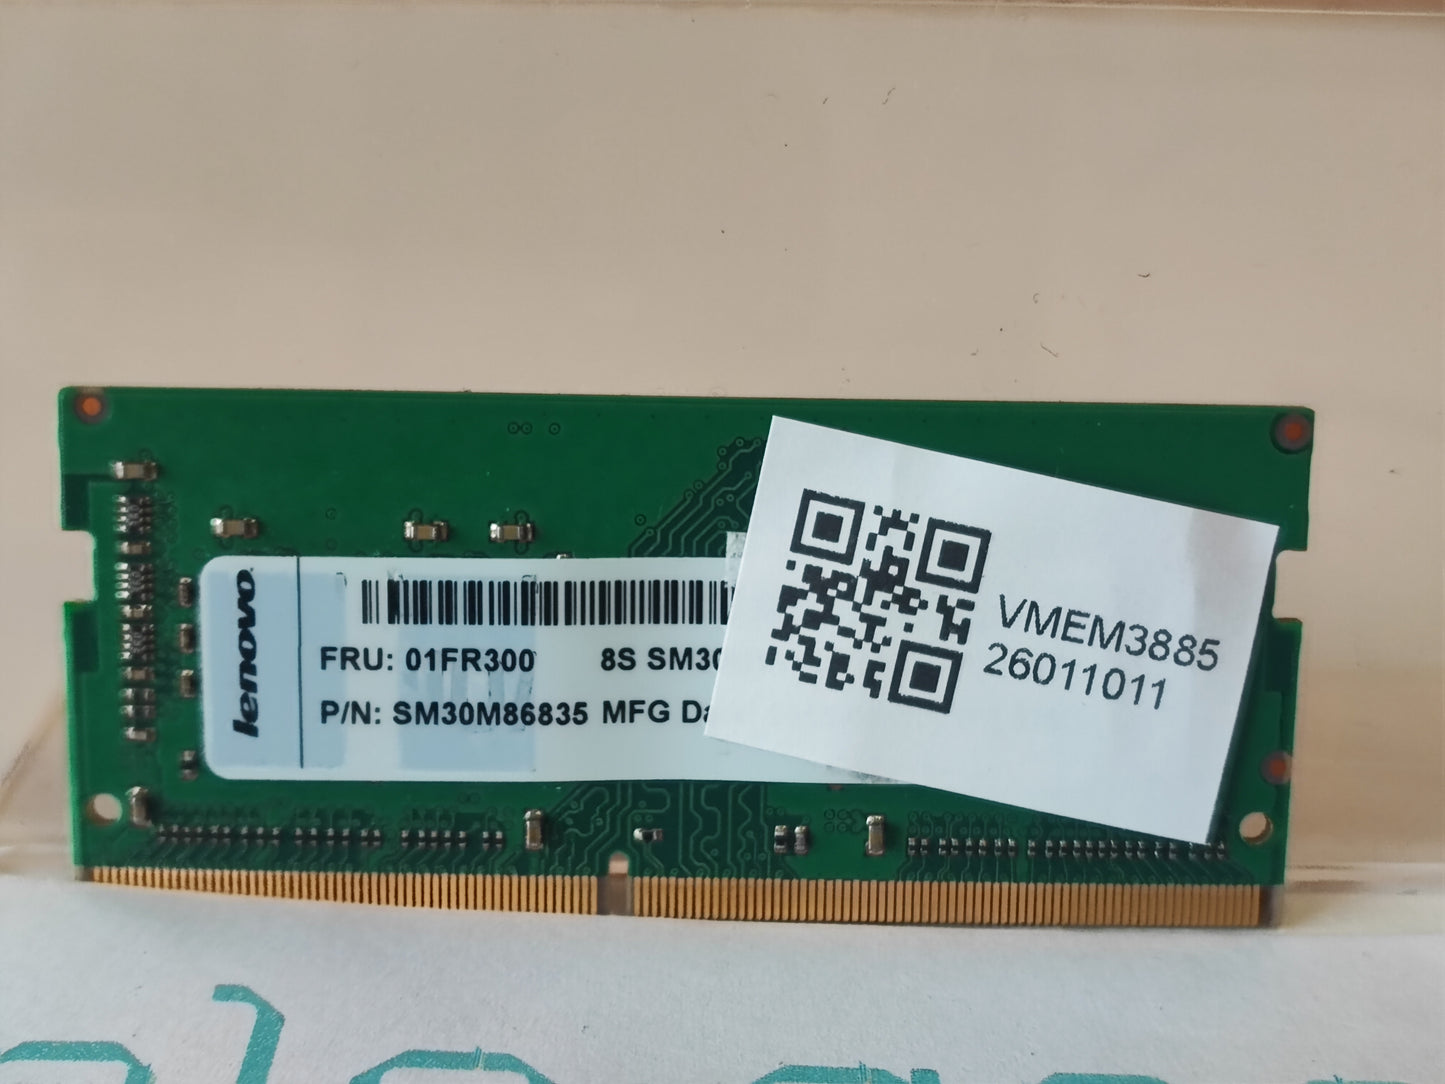 lenovo
FRU: 01FR300 8S SM30
P/N: SM30M86835 MFG Da
VMEM3885
26011011